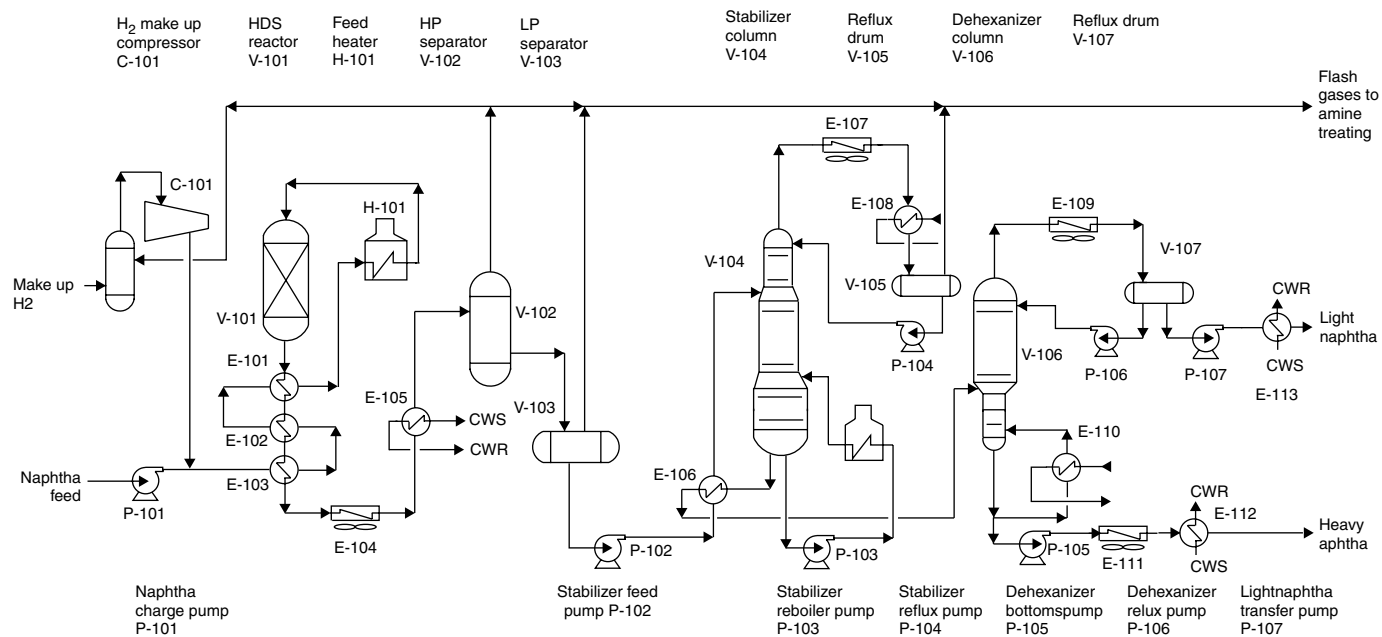 H2 make up
compressor
C-101
HDS
reactor
V-101
Feed
heater
H-101
HP
separator
V-102
LP
separator
V-103
Stabilizer
column
V-104
Reflux
drum
V-105
Dehexanizer
column
V-106
Reflux drum
V-107
Flash
gases to
amine
treating
E-107
C-101
H-101
E-108
E-109
V-107
V-104
Make up
H2
V-105
CWR
V-101
V-102
Light
naphtha
E-101
P-104
V-106
P-106
P-107
CWS
E-113
E-105
CWS
V-103
E-102
CWR
E-110
E-106
Naphtha
feed
E-103
P-101
CWR
E-112
E-104
P-102
P-103
P-105
E-111
CWS
Heavy
aphtha
Naphtha
charge pump
P-101
Stabilizer feed
pump P-102
Stabilizer
reboiler pump
P-103
Stabilizer
reflux pump
P-104
Dehexanizer
bottomspump
P-105
Dehexanizer
relux pump
P-106
Lightnaphtha
transfer pump
P-107